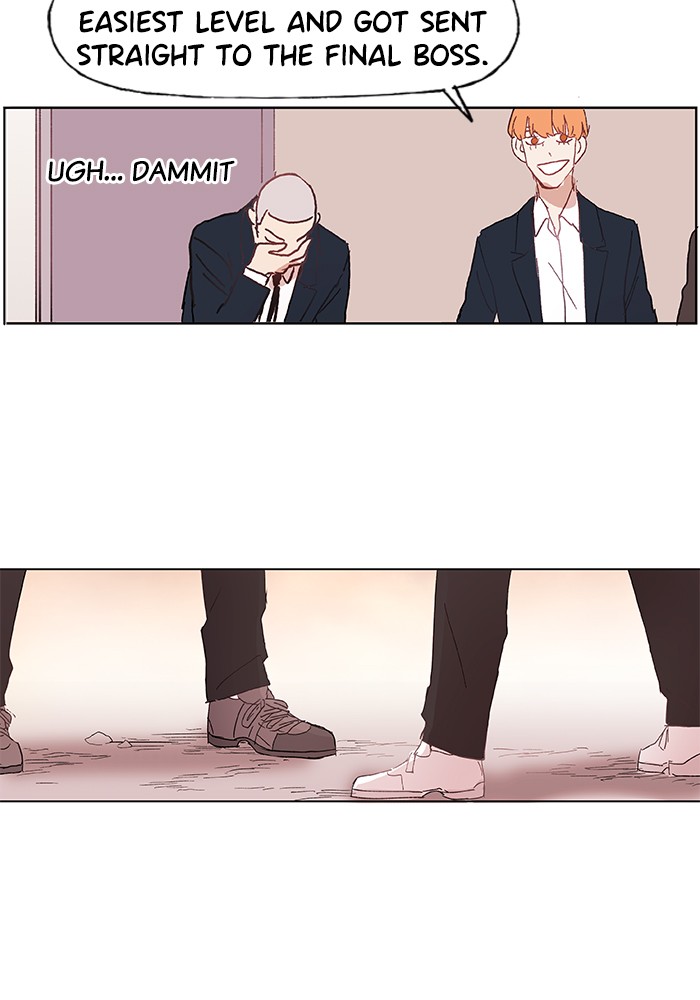 EASIEST LEVEL AND GOT SENT
STRAIGHT TO THE FINAL BOSS.
UGH... DAMMIT